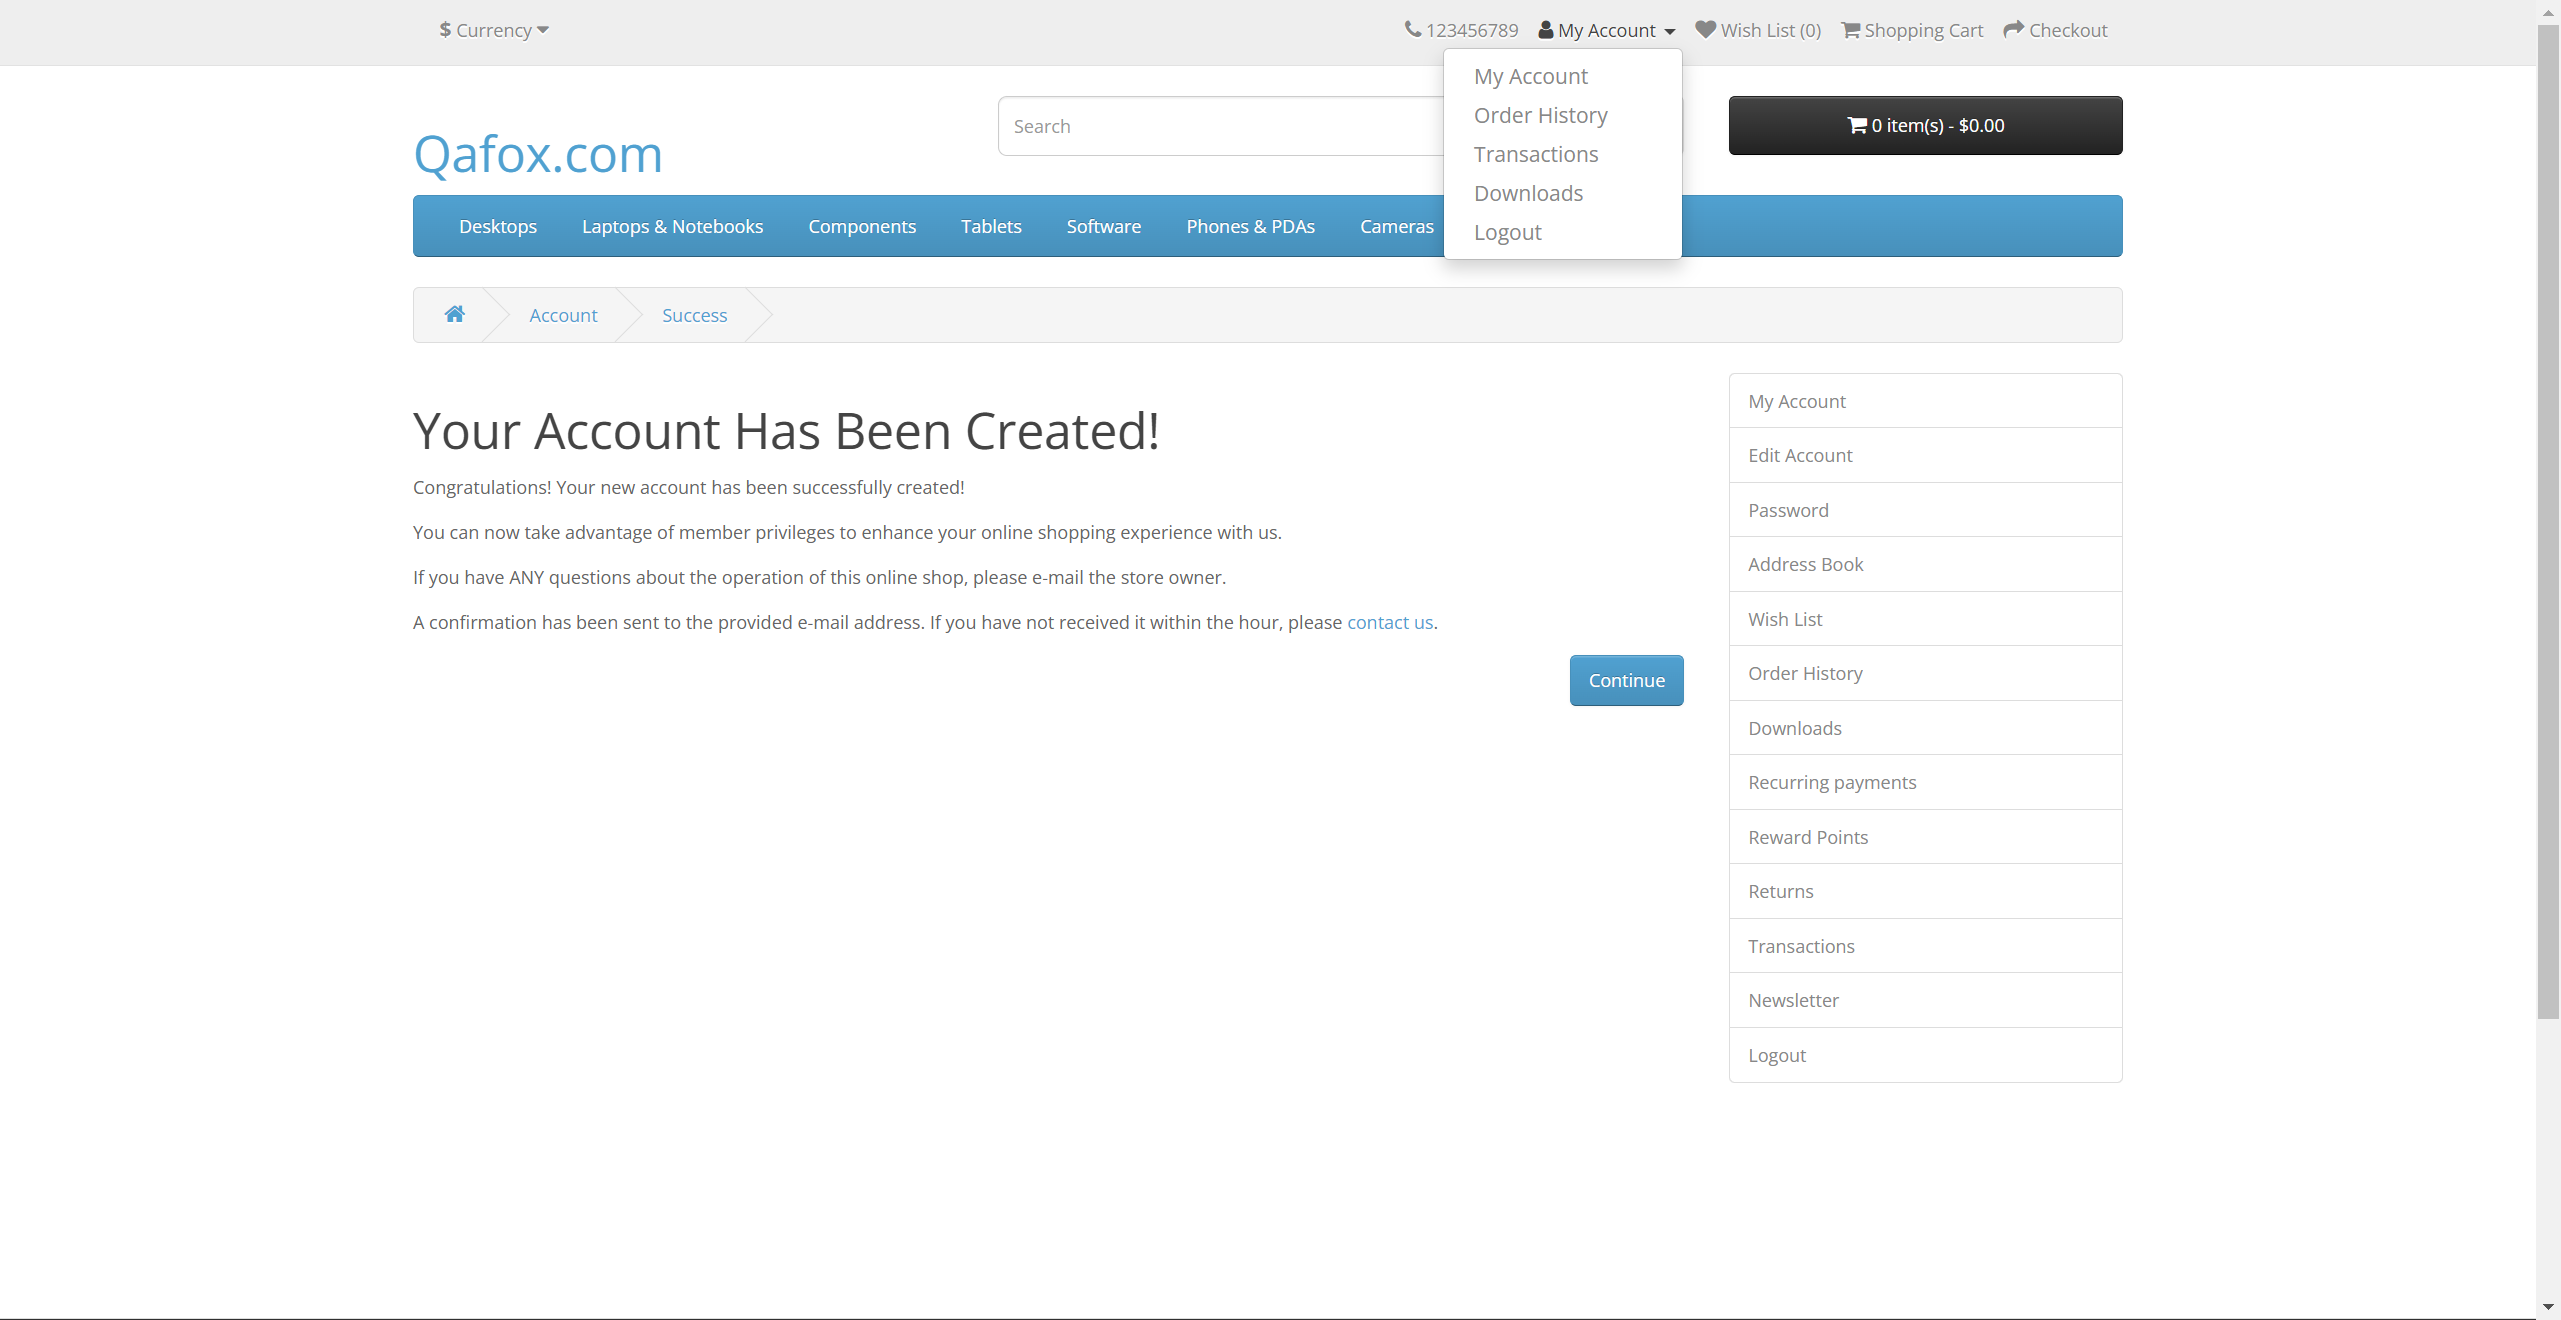 $ Currency
123456789 My Account Wish List (0) Shopping Cart Checkout
My Account
Order History
Transactions
Downloads
Logout
Qafox.com
Search
0 item(s) - $0.00
Desktops Laptops & Notebooks Components Tablets Software Phones & PDAs Cameras
Account Success
Your Account Has Been Created!
Congratulations! Your new account has been successfully created!
You can now take advantage of member privileges to enhance your online shopping experience with us.
If you have ANY questions about the operation of this online shop, please e-mail the store owner.
A confirmation has been sent to the provided e-mail address. If you have not received it within the hour, please contact us.
Continue
My Account
Edit Account
Password
Address Book
Wish List
Order History
Downloads
Recurring payments
Reward Points
Returns
Transactions
Newsletter
Logout